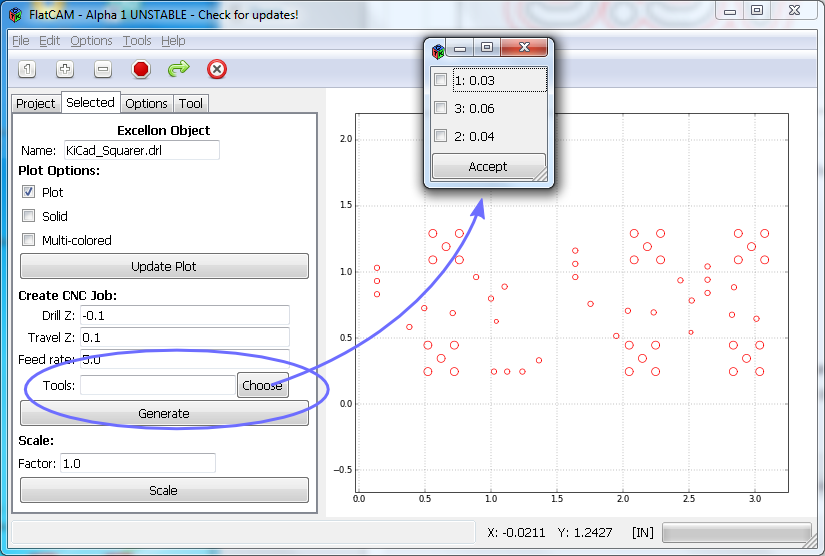 FlatCAM - Alpha 1 UNSTABLE - Check for updates!
File Edit Options Tools Help
Project Selected Options Tool
Excellon Object
Name: KiCad_Squarer.drl
Plot Options:
Plot
Solid
Multi-colored
Update Plot
Create CNC Job:
Drill Z: -0.1
Travel Z: 0.1
Feed rate: 5.0
Tools: Choose
Generate
Scale:
Factor: 1.0
Scale
1: 0.03
3: 0.06
2: 0.04
Accept
2.0
1.5
1.0
0.5
0.0
−0.5
0.0 0.5 1.0 1.5 2.0 2.5 3.0
X: -0.0211 Y: 1.2427 [IN]